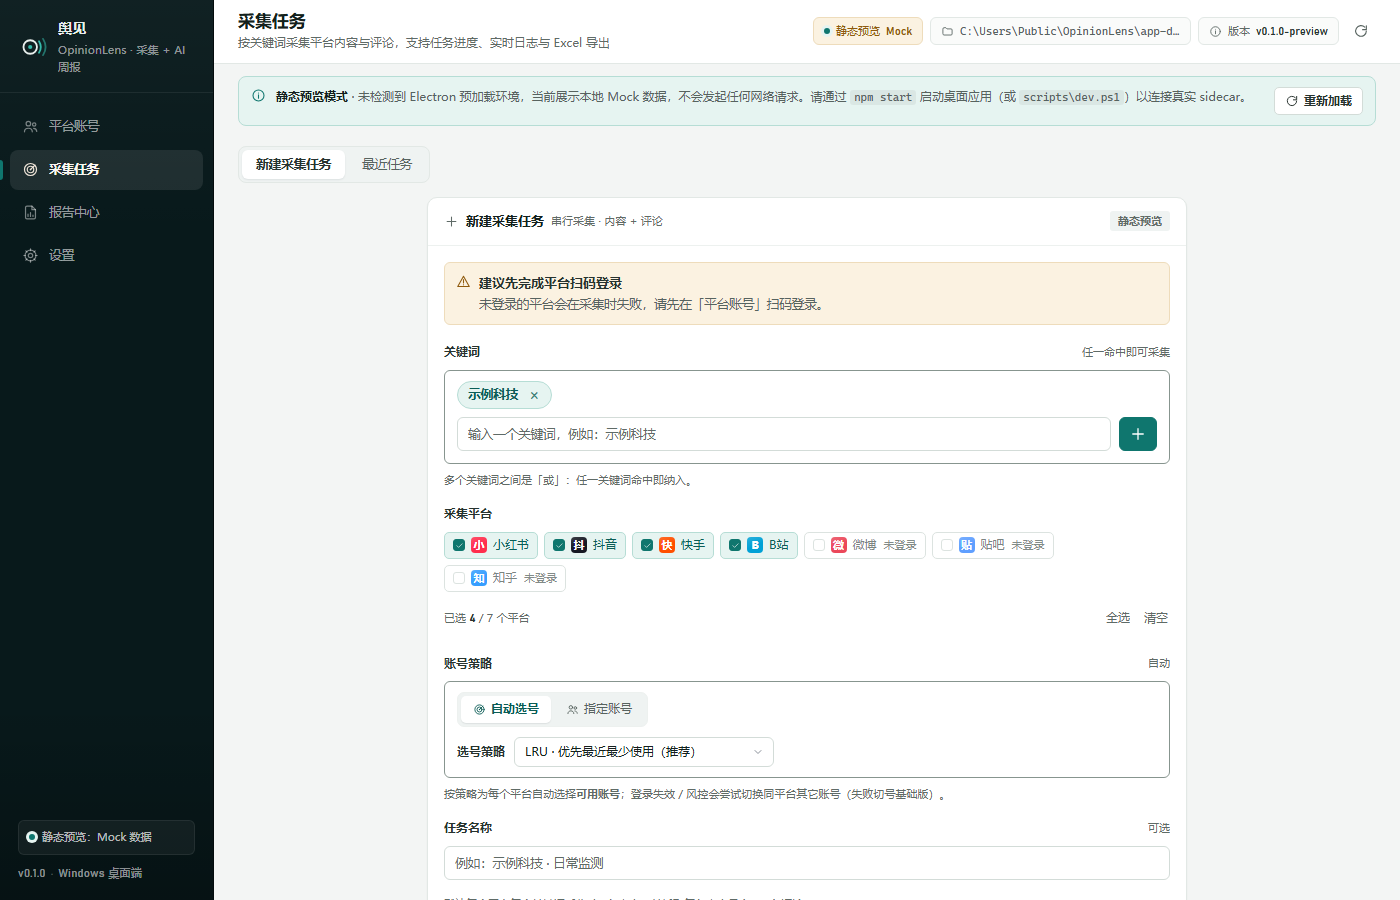 舆见
OpinionLens · 采集 + AI
周报
平台账号
采集任务
报告中心
设置
静态预览：Mock 数据
v0.1.0 · Windows 桌面端
采集任务
按关键词采集平台内容与评论，支持任务进度、实时日志与 Excel 导出
静态预览 Mock
C:\Users\Public\OpinionLens\app-d…
版本 v0.1.0-preview
静态预览模式 · 未检测到 Electron 预加载环境，当前展示本地 Mock 数据，不会发起任何网络请求。请通过 npm start 启动桌面应用（或 scripts\dev.ps1）以连接真实 sidecar。
重新加载
新建采集任务 最近任务
新建采集任务 串行采集 · 内容 + 评论
静态预览
建议先完成平台扫码登录
未登录的平台会在采集时失败，请先在「平台账号」扫码登录。
关键词 任一命中即可采集
示例科技 ×
输入一个关键词，例如：示例科技
多个关键词之间是「或」：任一关键词命中即纳入。
采集平台
小 小红书 抖 抖音 快 快手 B B站 微 微博 未登录 贴 贴吧 未登录
知 知乎 未登录
已选 4 / 7 个平台 全选 清空
账号策略 自动
自动选号 指定账号
选号策略 LRU · 优先最近最少使用（推荐）
按策略为每个平台自动选择可用账号；登录失效 / 风控会尝试切换同平台其它账号（失败切号基础版）。
任务名称 可选
例如：示例科技 · 日常监测